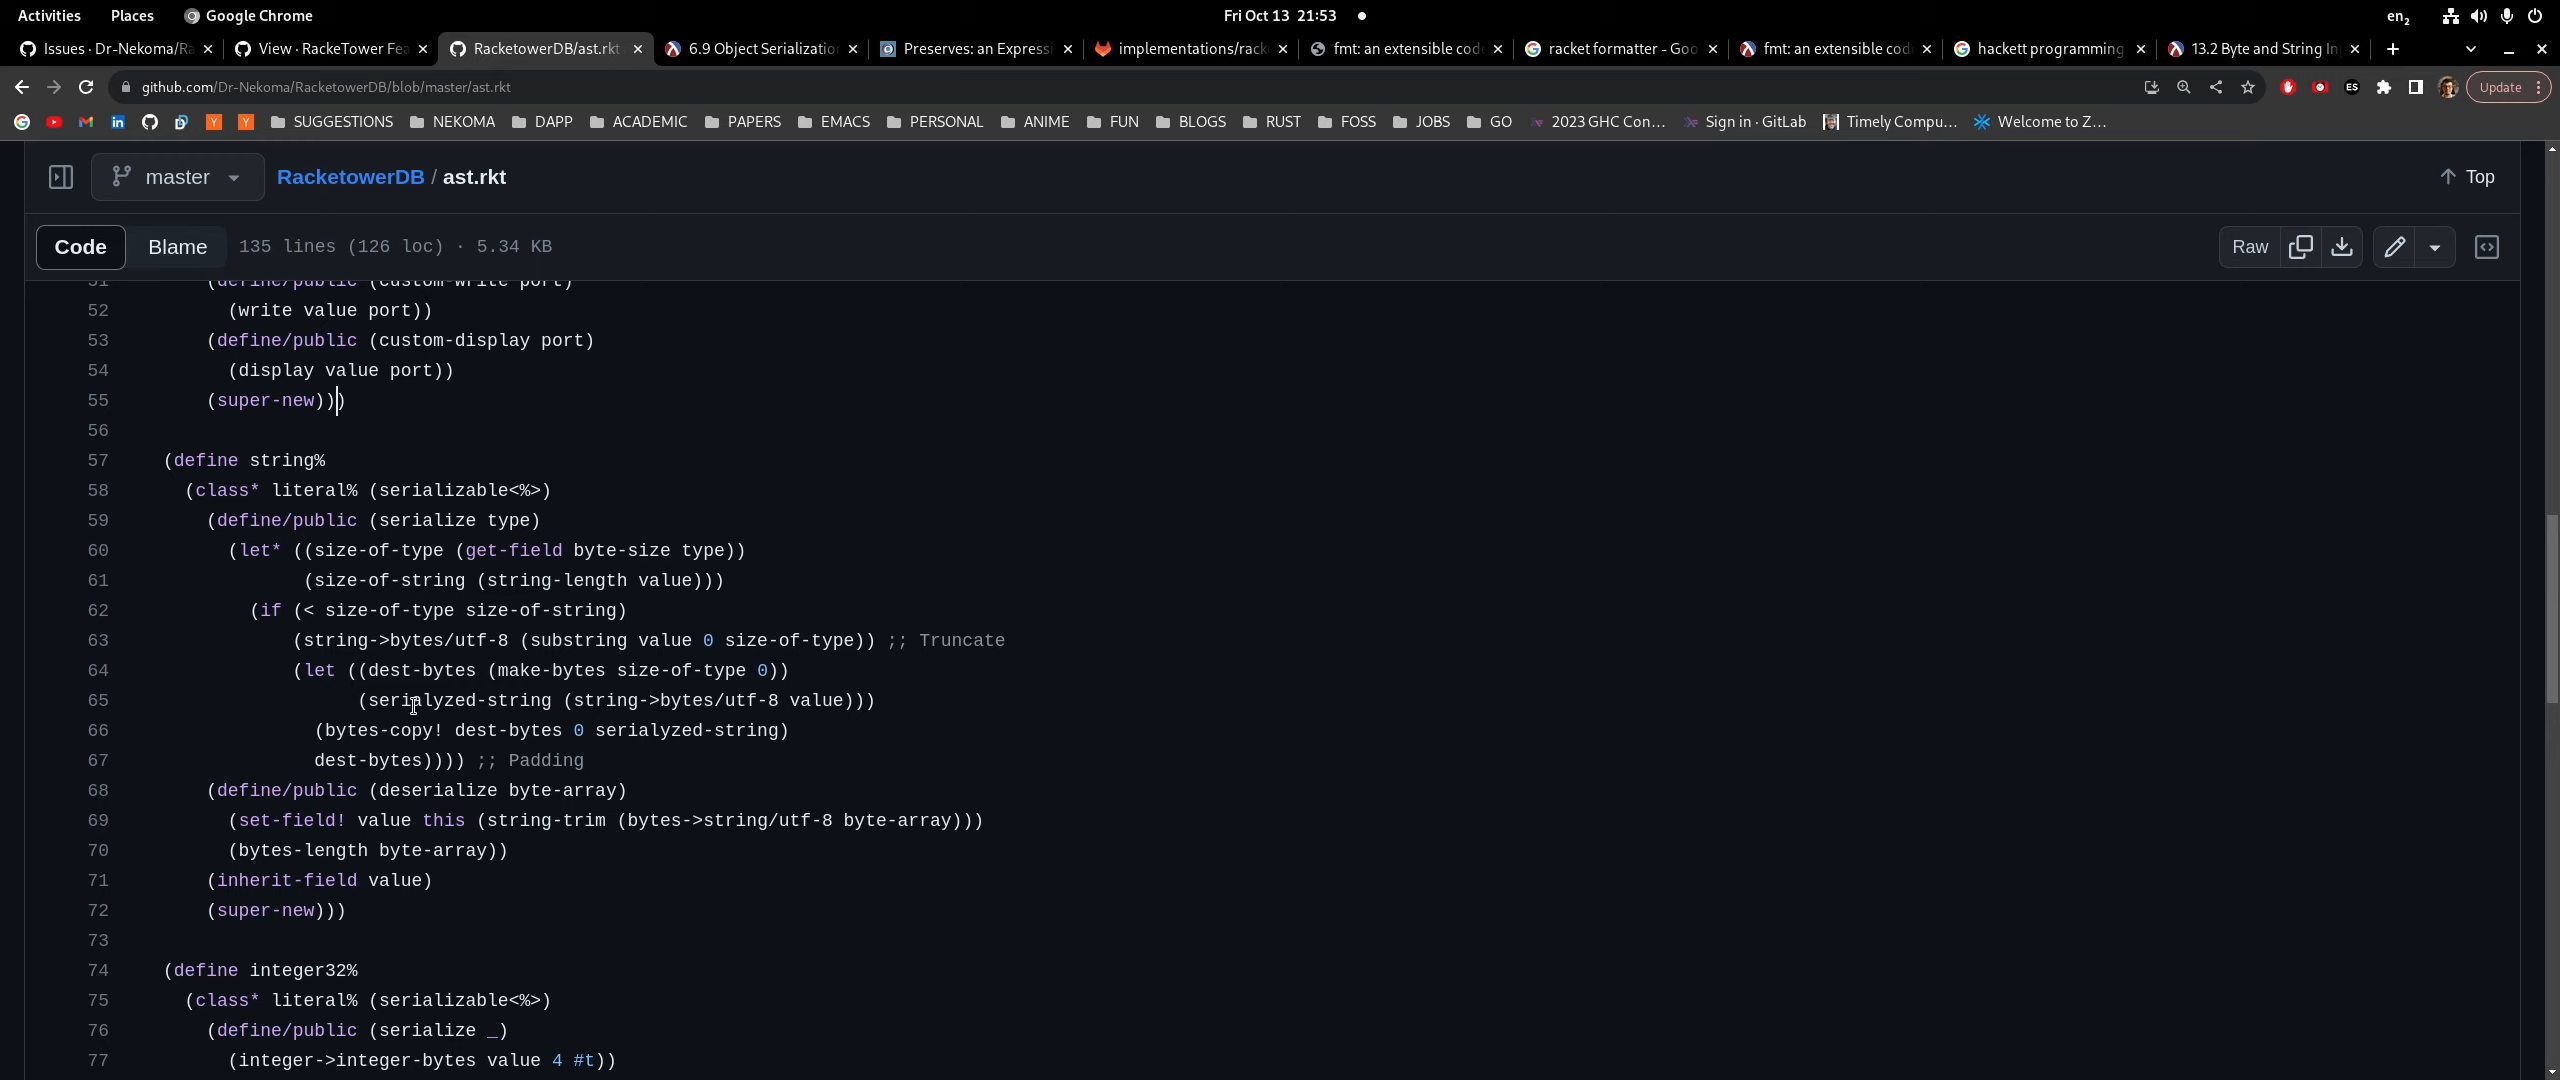 Activities Places Google Chrome Fri Oct 13 21:53 en2
Issues · Dr-Nekoma/Ra View · RackeTower Fea RacketowerDB/ast.rkt 6.9 Object Serializatio Preserves: an Expressi implementations/rack fmt: an extensible cod racket formatter - Goo fmt: an extensible cod hackett programming 13.2 Byte and String In
github.com/Dr-Nekoma/RacketowerDB/blob/master/ast.rkt ES Update
SUGGESTIONS NEKOMA DAPP ACADEMIC PAPERS EMACS PERSONAL ANIME FUN BLOGS RUST FOSS JOBS GO 2023 GHC Con... Sign in · GitLab Timely Compu... Welcome to Z...
master RacketowerDB / ast.rkt Top
Code Blame 135 lines (126 loc) · 5.34 KB Raw
51 (define/public (custom-write port)
52 (write value port))
53 (define/public (custom-display port)
54 (display value port))
55 (super-new)))
56
57 (define string%
58 (class* literal% (serializable<%>)
59 (define/public (serialize type)
60 (let* ((size-of-type (get-field byte-size type))
61 (size-of-string (string-length value)))
62 (if (< size-of-type size-of-string)
63 (string->bytes/utf-8 (substring value 0 size-of-type)) ;; Truncate
64 (let ((dest-bytes (make-bytes size-of-type 0))
65 (serialyzed-string (string->bytes/utf-8 value)))
66 (bytes-copy! dest-bytes 0 serialyzed-string)
67 dest-bytes)))) ;; Padding
68 (define/public (deserialize byte-array)
69 (set-field! value this (string-trim (bytes->string/utf-8 byte-array)))
70 (bytes-length byte-array))
71 (inherit-field value)
72 (super-new)))
73
74 (define integer32%
75 (class* literal% (serializable<%>)
76 (define/public (serialize _)
77 (integer->integer-bytes value 4 #t))